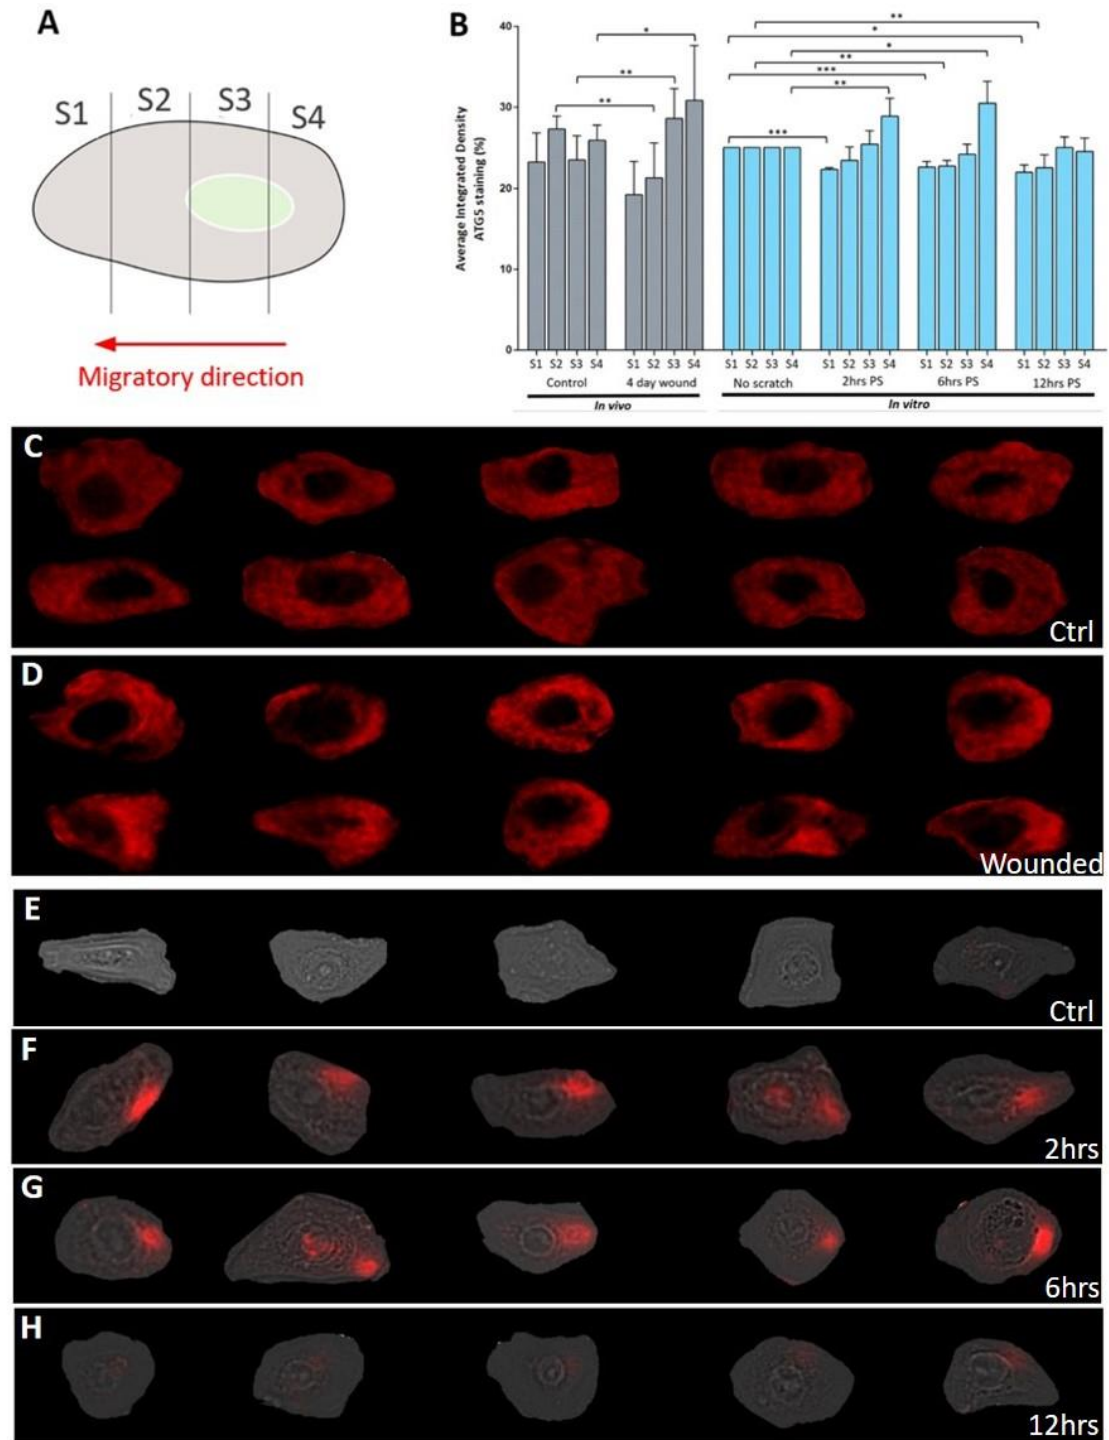 A
S1 S2 S3 S4
Migratory direction
B
Average Integrated Density
ATG5 staining (%)
40
30
20
10
0
** 
*
*
*
**
**
***
**
**
***
S1 S2 S3 S4 S1 S2 S3 S4 S1 S2 S3 S4 S1 S2 S3 S4 S1 S2 S3 S4 S1 S2 S3 S4
Control 4 day wound No scratch 2hrs PS 6hrs PS 12hrs PS
In vivo In vitro
C
Ctrl
D
Wounded
E
Ctrl
F
2hrs
G
6hrs
H
12hrs